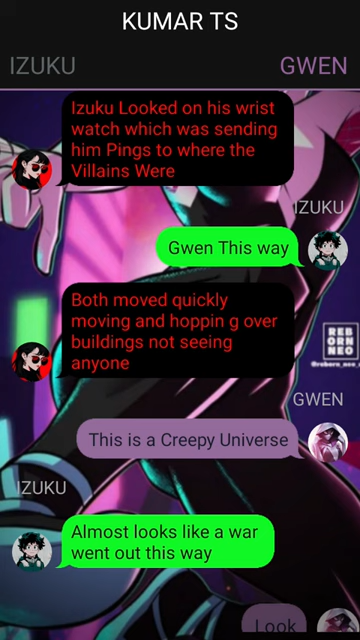 KUMAR TS
IZUKU
GWEN
Izuku Looked on his wrist
watch which was sending
him Pings to where the
Villains Were
IZUKU
Gwen This way
Both moved quickly
moving and hoppin g over
buildings not seeing
anyone
REB
ORN
NEO
@reborn_neo_
GWEN
This is a Creepy Universe
IZUKU
Almost looks like a war
went out this way
Look